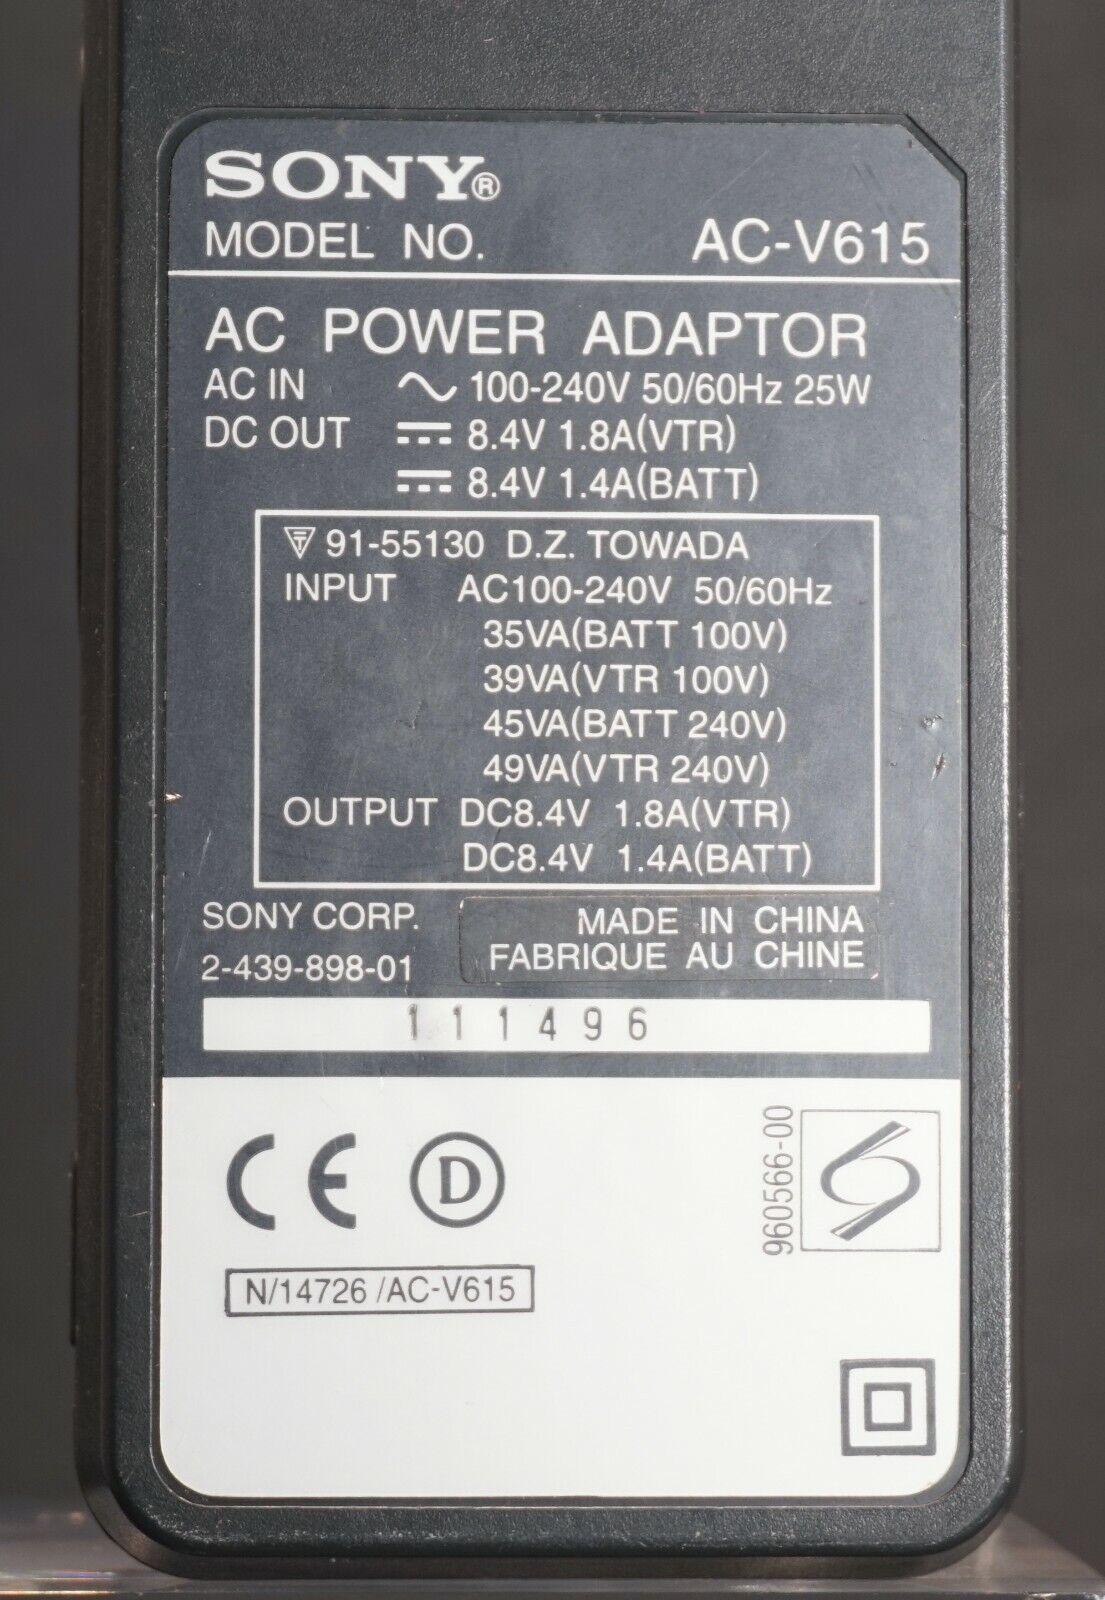 SONY®
MODEL NO. AC-V615
AC POWER ADAPTOR
AC IN 100-240V 50/60Hz 25W
DC OUT 8.4V 1.8A(VTR)
8.4V 1.4A(BATT)
91-55130 D.Z. TOWADA
INPUT AC100-240V 50/60Hz
35VA(BATT 100V)
39VA(VTR 100V)
45VA(BATT 240V)
49VA(VTR 240V)
OUTPUT DC8.4V 1.8A(VTR)
DC8.4V 1.4A(BATT)
SONY CORP. MADE IN CHINA
FABRIQUE AU CHINE
2-439-898-01
111496
CE D
960566-00
N/14726 /AC-V615